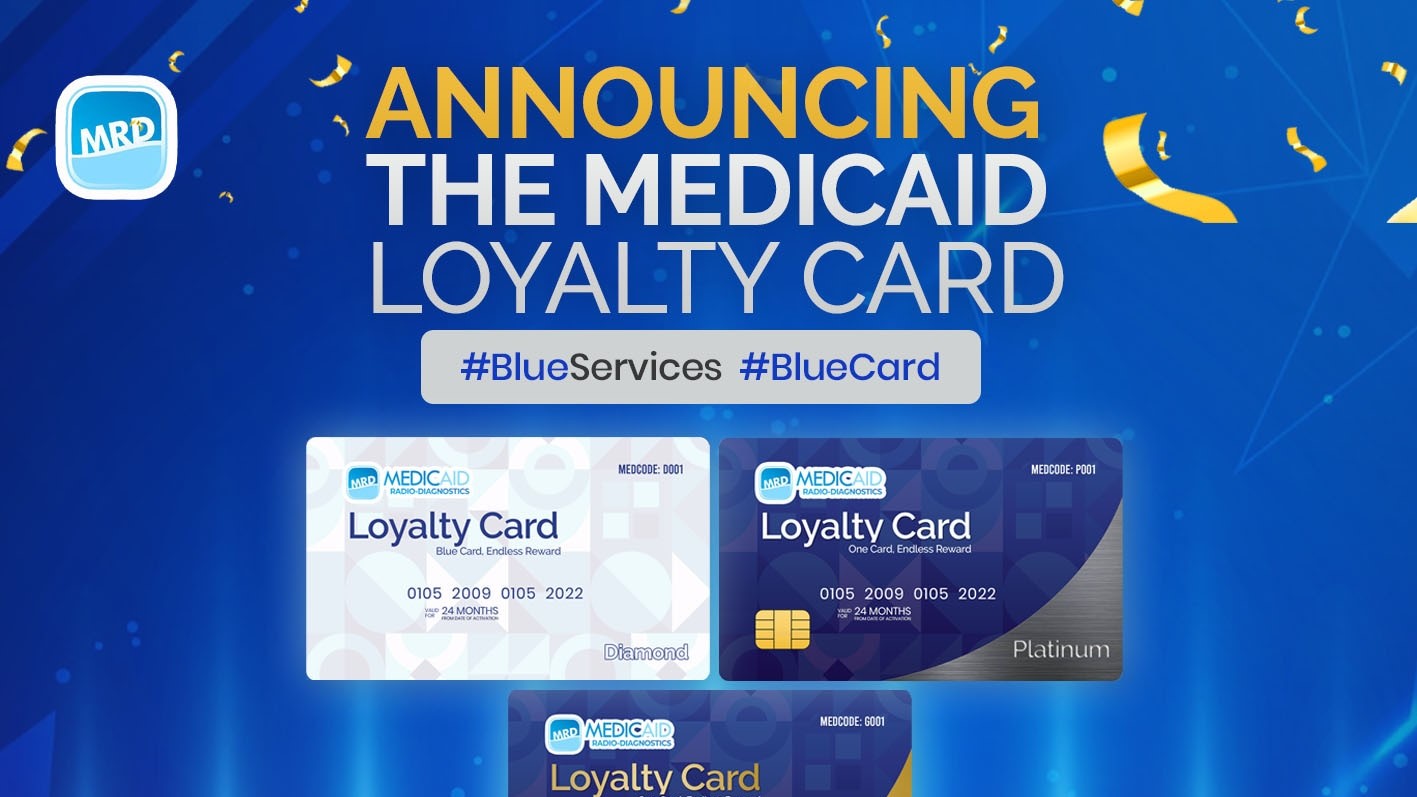 MRD
ANNOUNCING
THE MEDICAID
LOYALTY CARD
#BlueServices #BlueCard
MRD MEDICAID
RADIO-DIAGNOSTICS
MEDCODE: D001
Loyalty Card
Blue Card, Endless Reward
0105 2009 0105 2022
VALID FOR 24 MONTHS
FROM DATE OF ACTIVATION
Diamond
MRD MEDICAID
RADIO-DIAGNOSTICS
MEDCODE: P001
Loyalty Card
One Card, Endless Reward
0105 2009 0105 2022
VALID FOR 24 MONTHS
FROM DATE OF ACTIVATION
Platinum
MRD MEDICAID
RADIO-DIAGNOSTICS
MEDCODE: G001
Loyalty Card